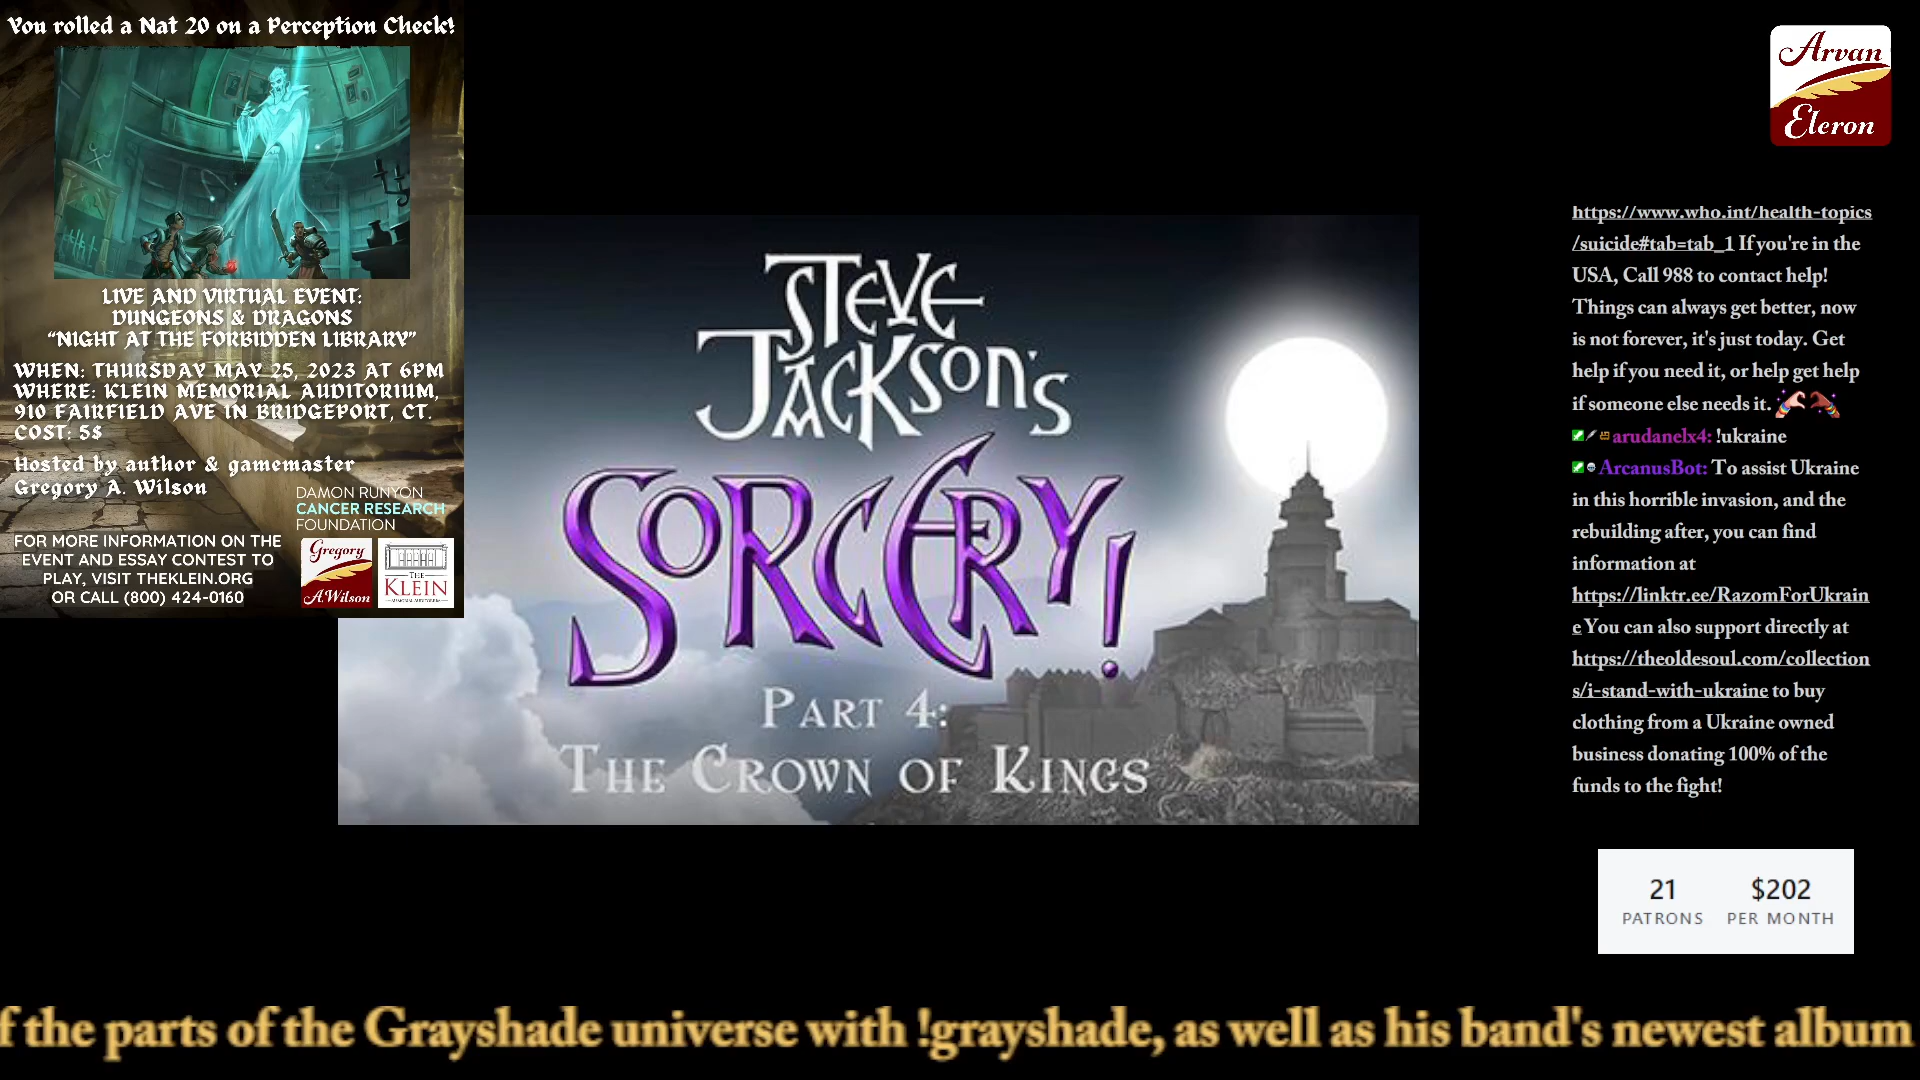 You rolled a Nat 20 on a Perception Check!
LIVE AND VIRTUAL EVENT:
DUNGEONS & DRAGONS
“NIGHT AT THE FORBIDDEN LIBRARY”
WHEN: THURSDAY MAY 25, 2023 AT 6PM
WHERE: KLEIN MEMORIAL AUDITORIUM,
910 FAIRFIELD AVE IN BRIDGEPORT, CT.
COST: 5$
Hosted by author & gamemaster
Gregory A. Wilson
DAMON RUNYON
CANCER RESEARCH
FOUNDATION
FOR MORE INFORMATION ON THE
EVENT AND ESSAY CONTEST TO
PLAY, VISIT THEKLEIN.ORG
OR CALL (800) 424-0160
Gregory
A.Wilson
THE
KLEIN
MEMORIAL AUDITORIUM
STEVE
JACKSON'S
SORCERY!
PART 4:
THE CROWN OF KINGS
Arvan
Eleron
https://www.who.int/health-topics
/suicide#tab=tab_1 If you're in the
USA, Call 988 to contact help!
Things can always get better, now
is not forever, it's just today. Get
help if you need it, or help get help
if someone else needs it.
arudanelx4: !ukraine
ArcanusBot: To assist Ukraine
in this horrible invasion, and the
rebuilding after, you can find
information at
https://linktr.ee/RazomForUkrain
e You can also support directly at
https://theoldesoul.com/collection
s/i-stand-with-ukraine to buy
clothing from a Ukraine owned
business donating 100% of the
funds to the fight!
21
PATRONS
$202
PER MONTH
f the parts of the Grayshade universe with !grayshade, as well as his band's newest album